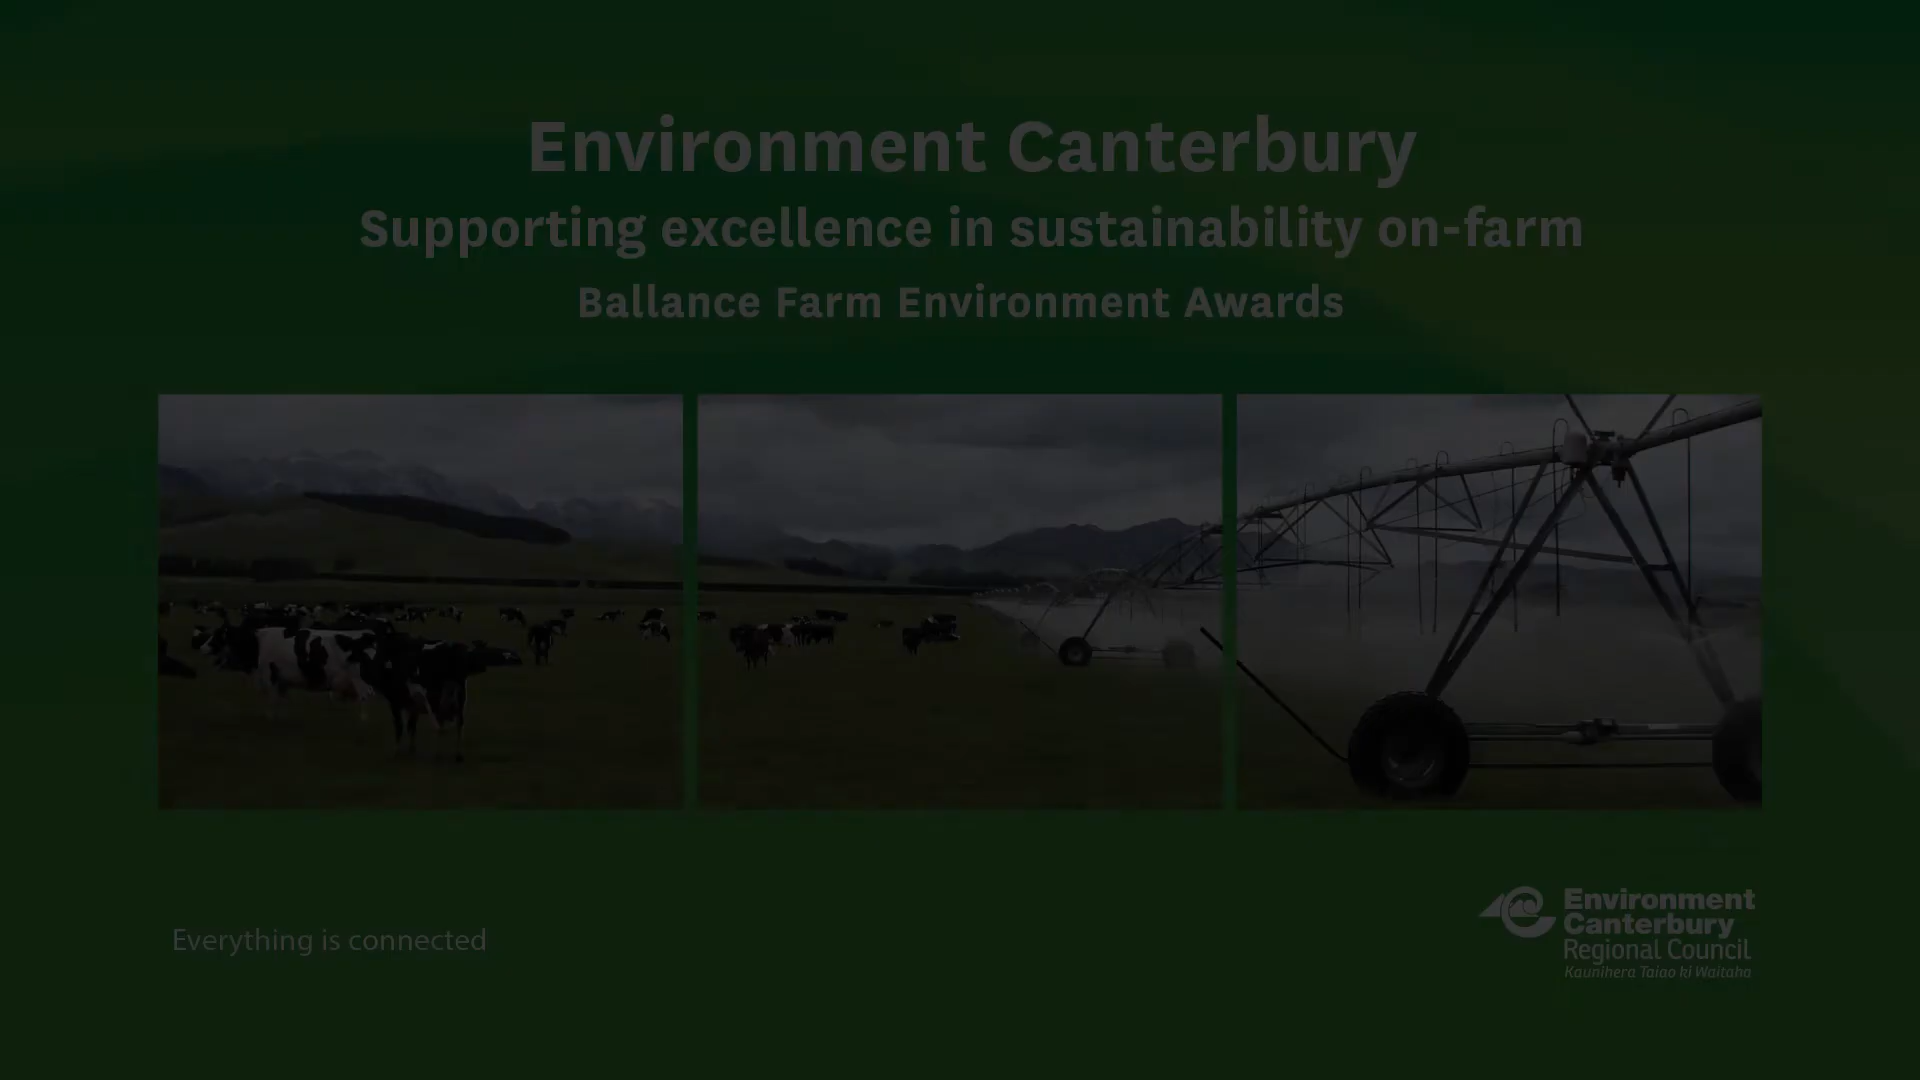 Environment Canterbury
Supporting excellence in sustainability on-farm
Ballance Farm Environment Awards
Everything is connected
Environment
Canterbury
Regional Council
Kaunihera Taiao ki Waitaha